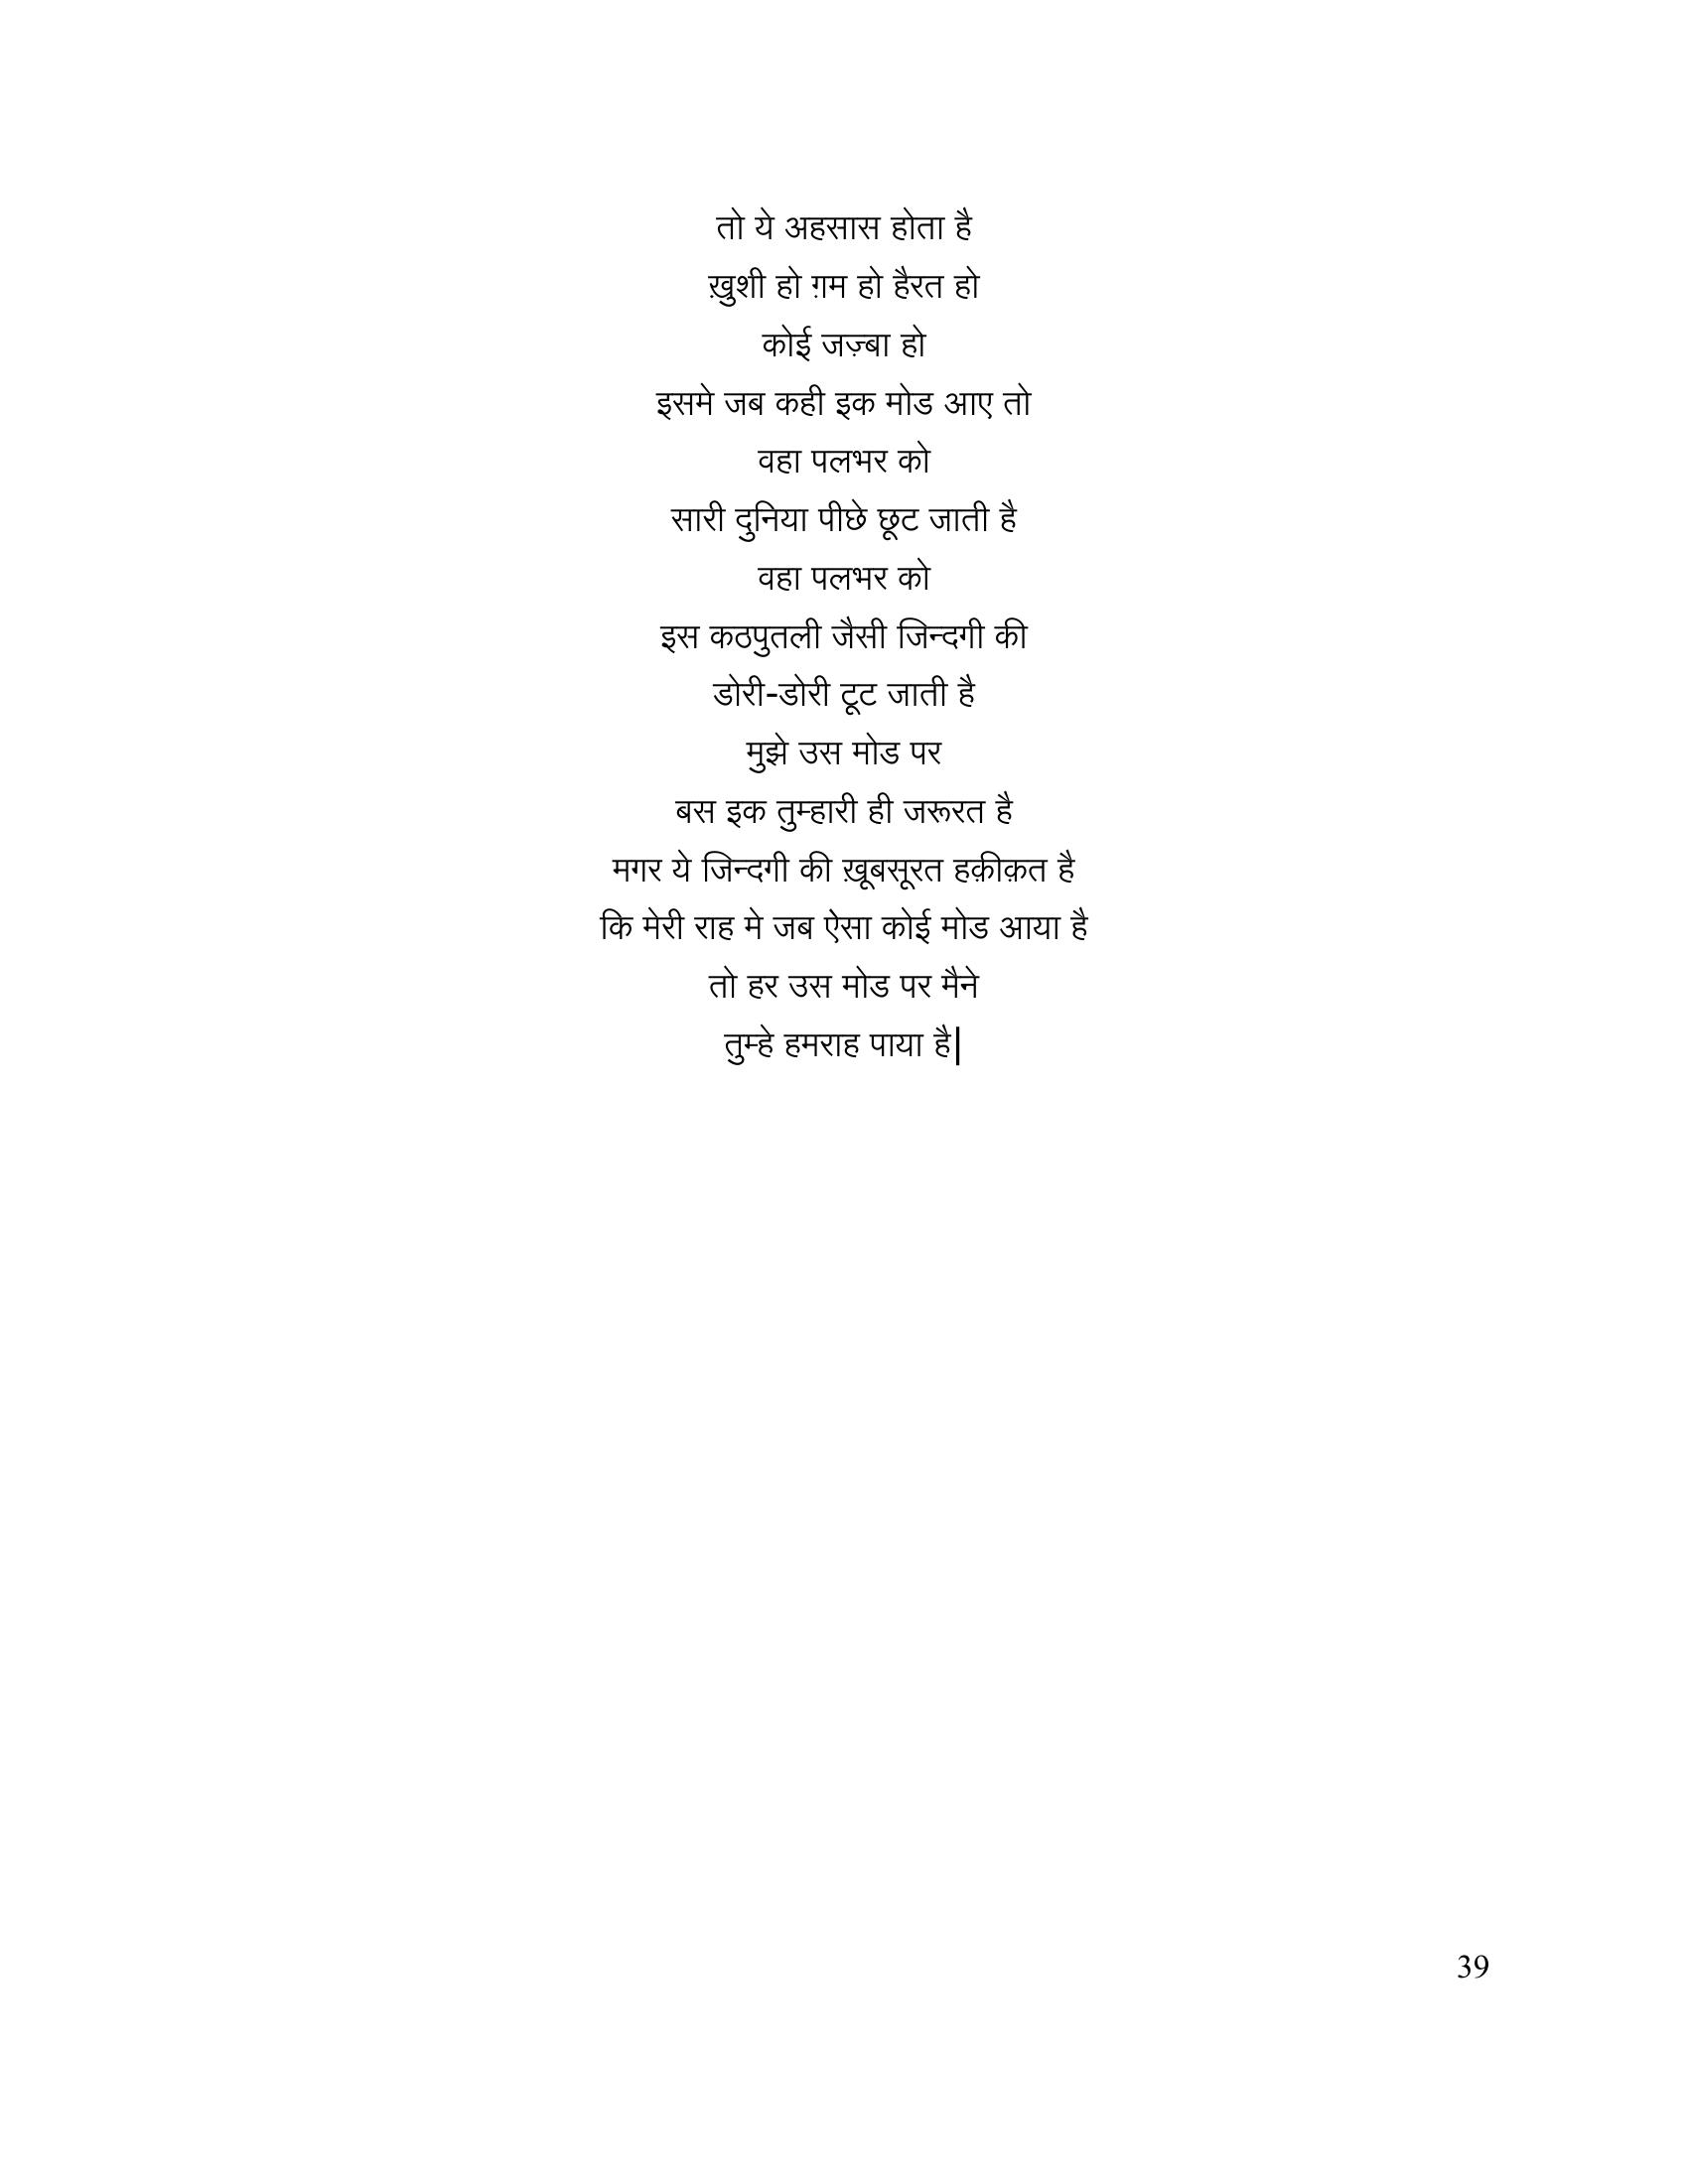 तो ये अहसास होता है
ख़ुशी हो ग़म हो हैरत हो
कोई जज़्बा हो
इसमे जब कही इक मोड आए तो
वहा पलभर को
सारी दुनिया पीछे छूट जाती है
वहा पलभर को
इस कठपुतली जैसी जिन्दगी की
डोरी-डोरी टूट जाती है
मुझे उस मोड पर
बस इक तुम्हारी ही जरूरत है
मगर ये जिन्दगी की ख़ूबसूरत हक़ीक़त है
कि मेरी राह मे जब ऐसा कोई मोड आया है
तो हर उस मोड पर मैने
तुम्हे हमराह पाया है|
39